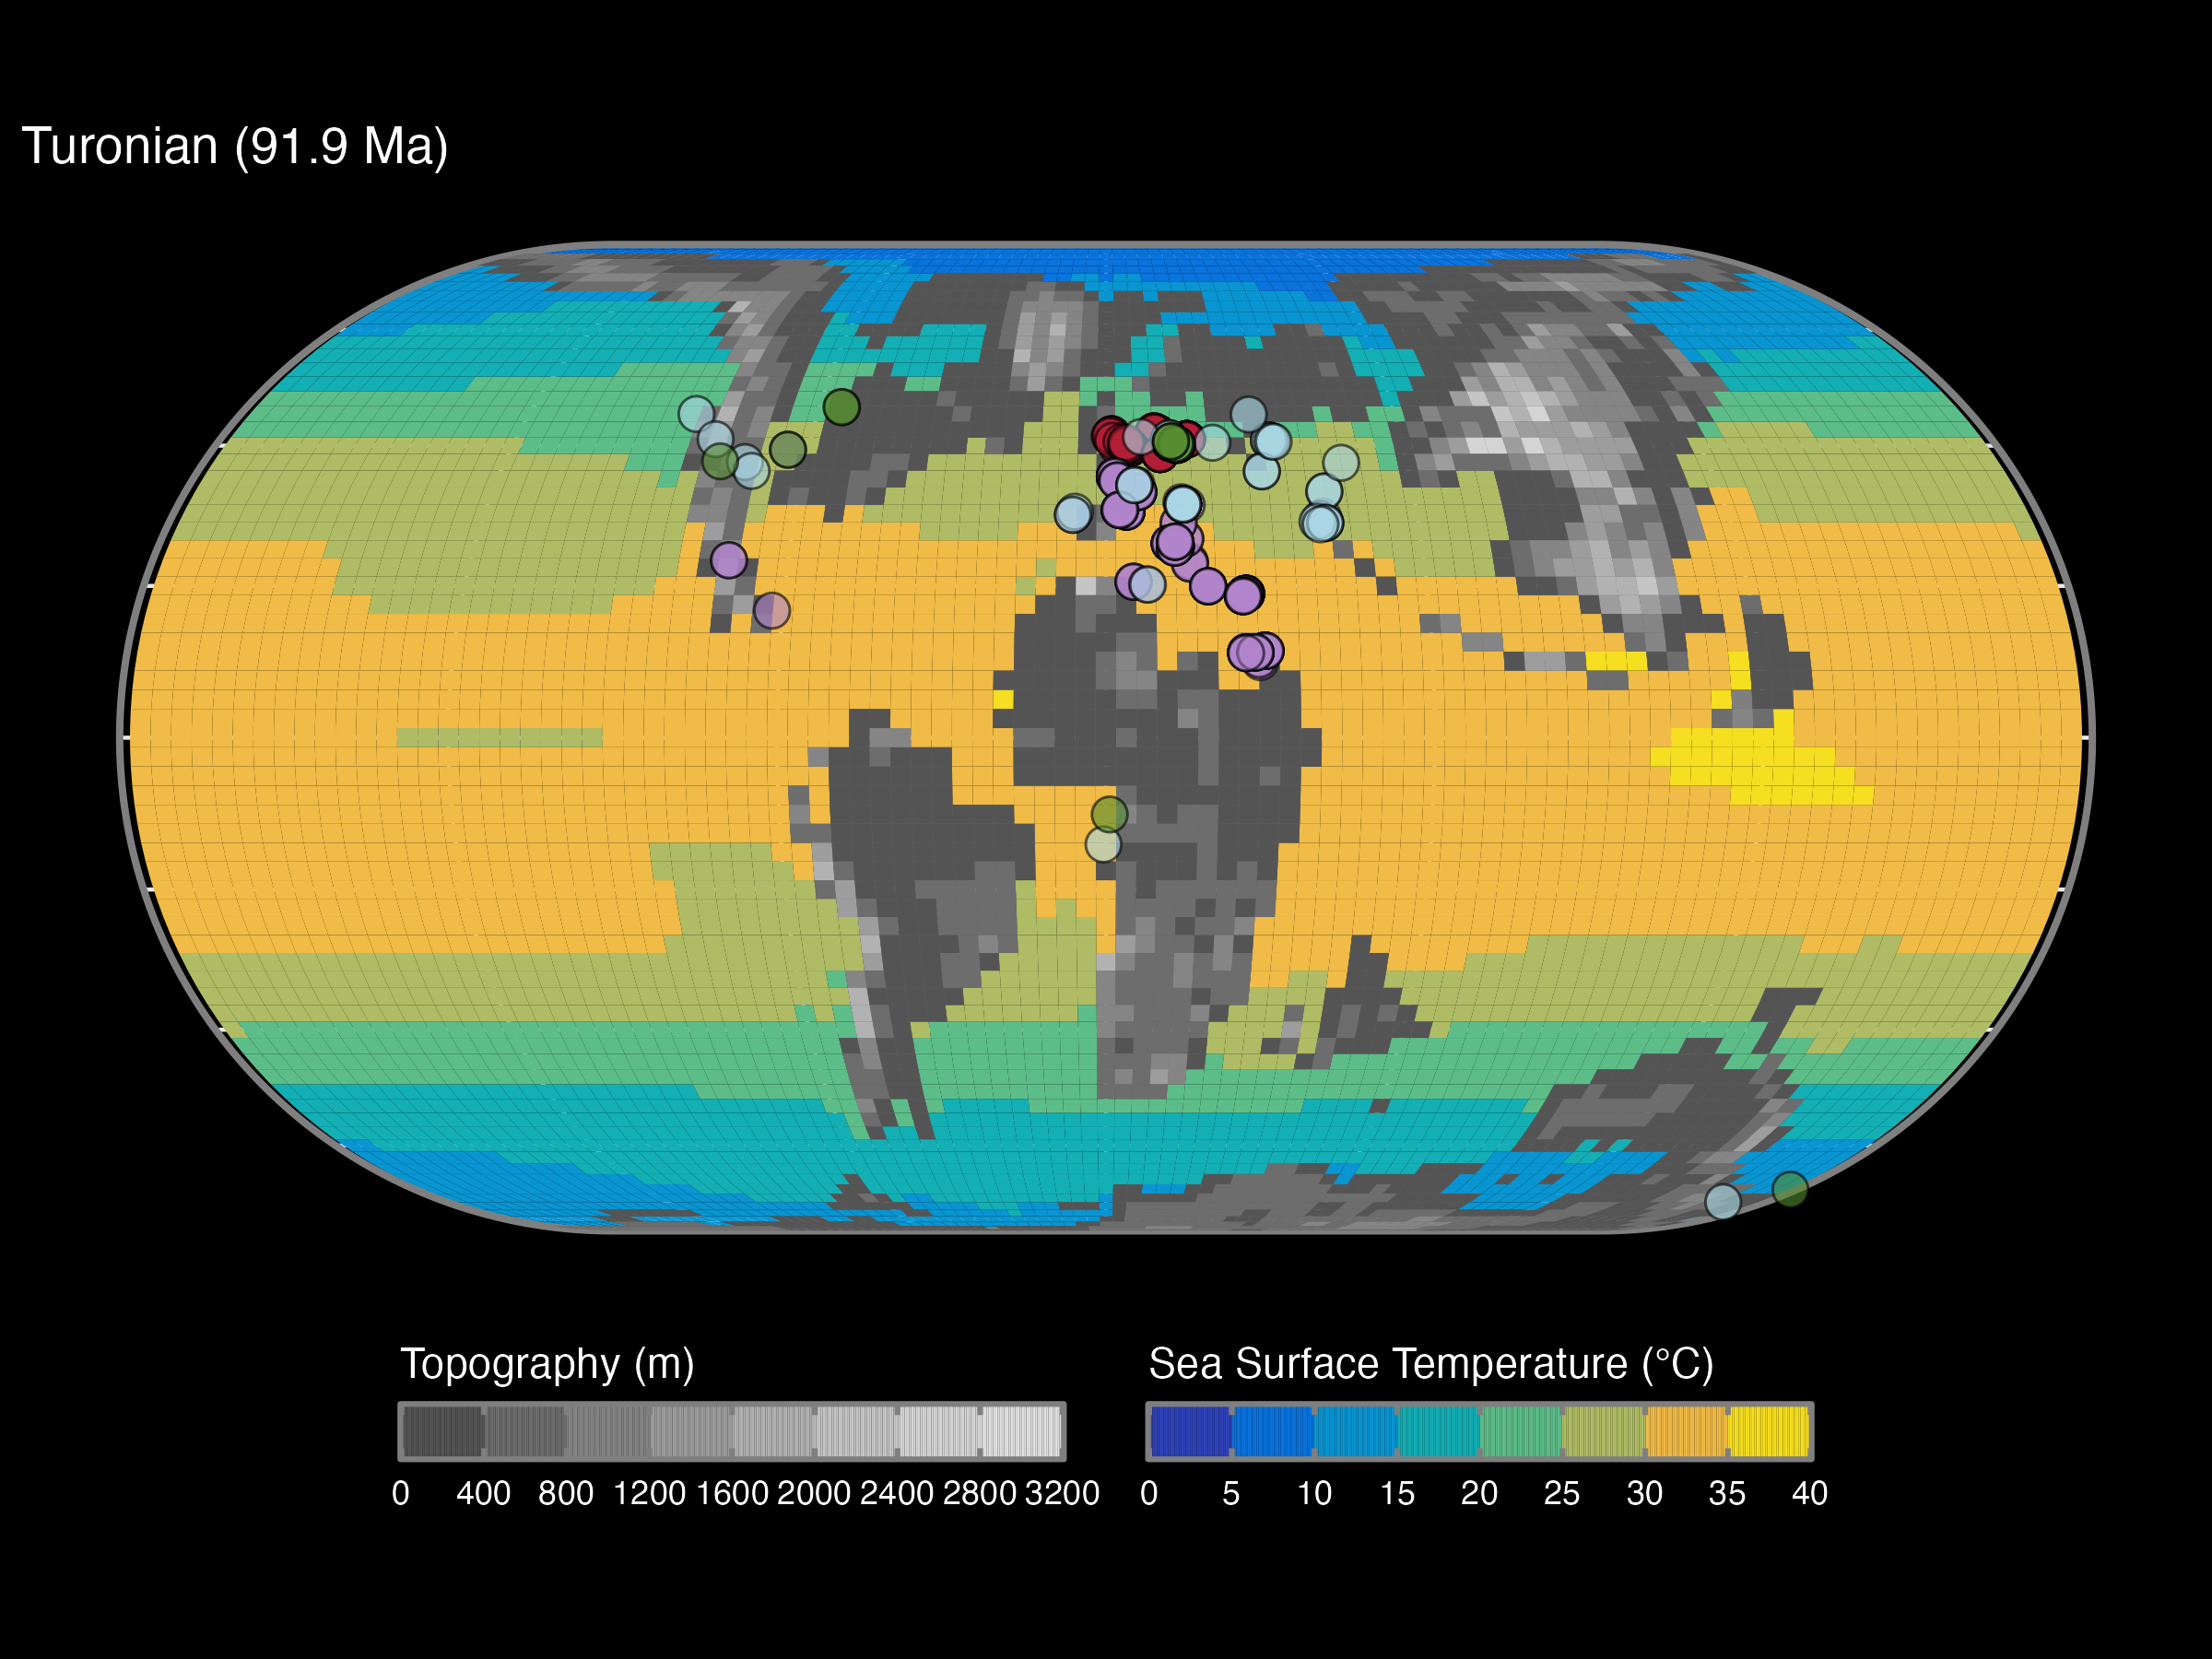 Turonian (91.9 Ma)
Topography (m)
0 400 800 1200 1600 2000 2400 2800 3200
Sea Surface Temperature (°C)
0 5 10 15 20 25 30 35 40